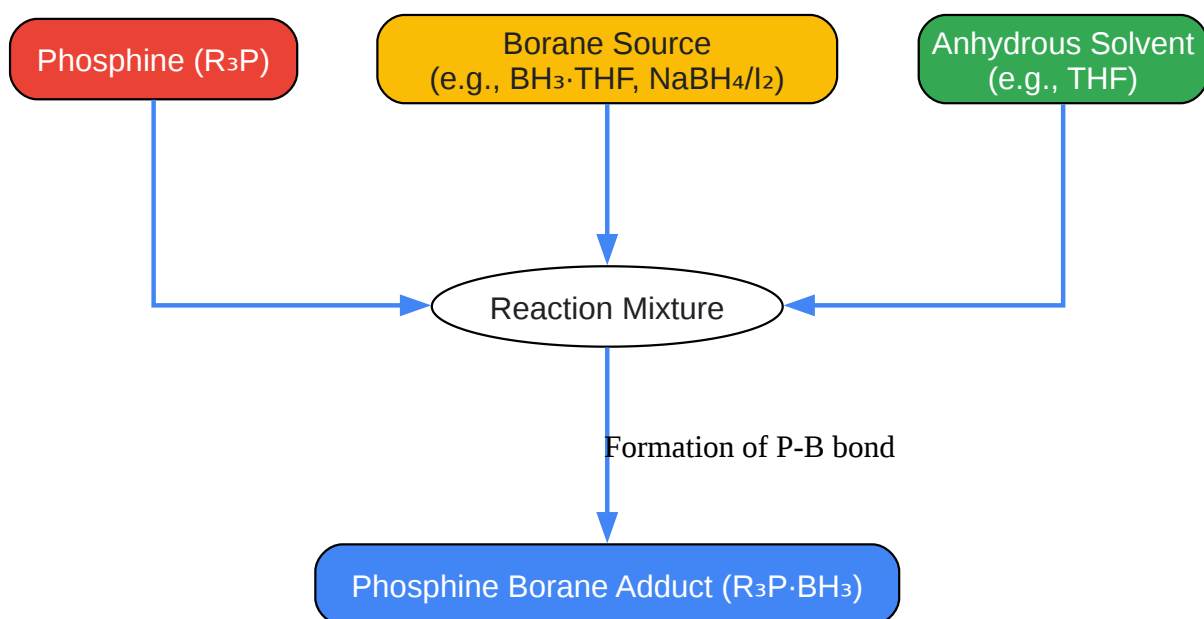 Phosphine (R₃P)
Borane Source
(e.g., BH₃·THF, NaBH₄/I₂)
Anhydrous Solvent
(e.g., THF)
Reaction Mixture
Formation of P-B bond
Phosphine Borane Adduct (R₃P·BH₃)